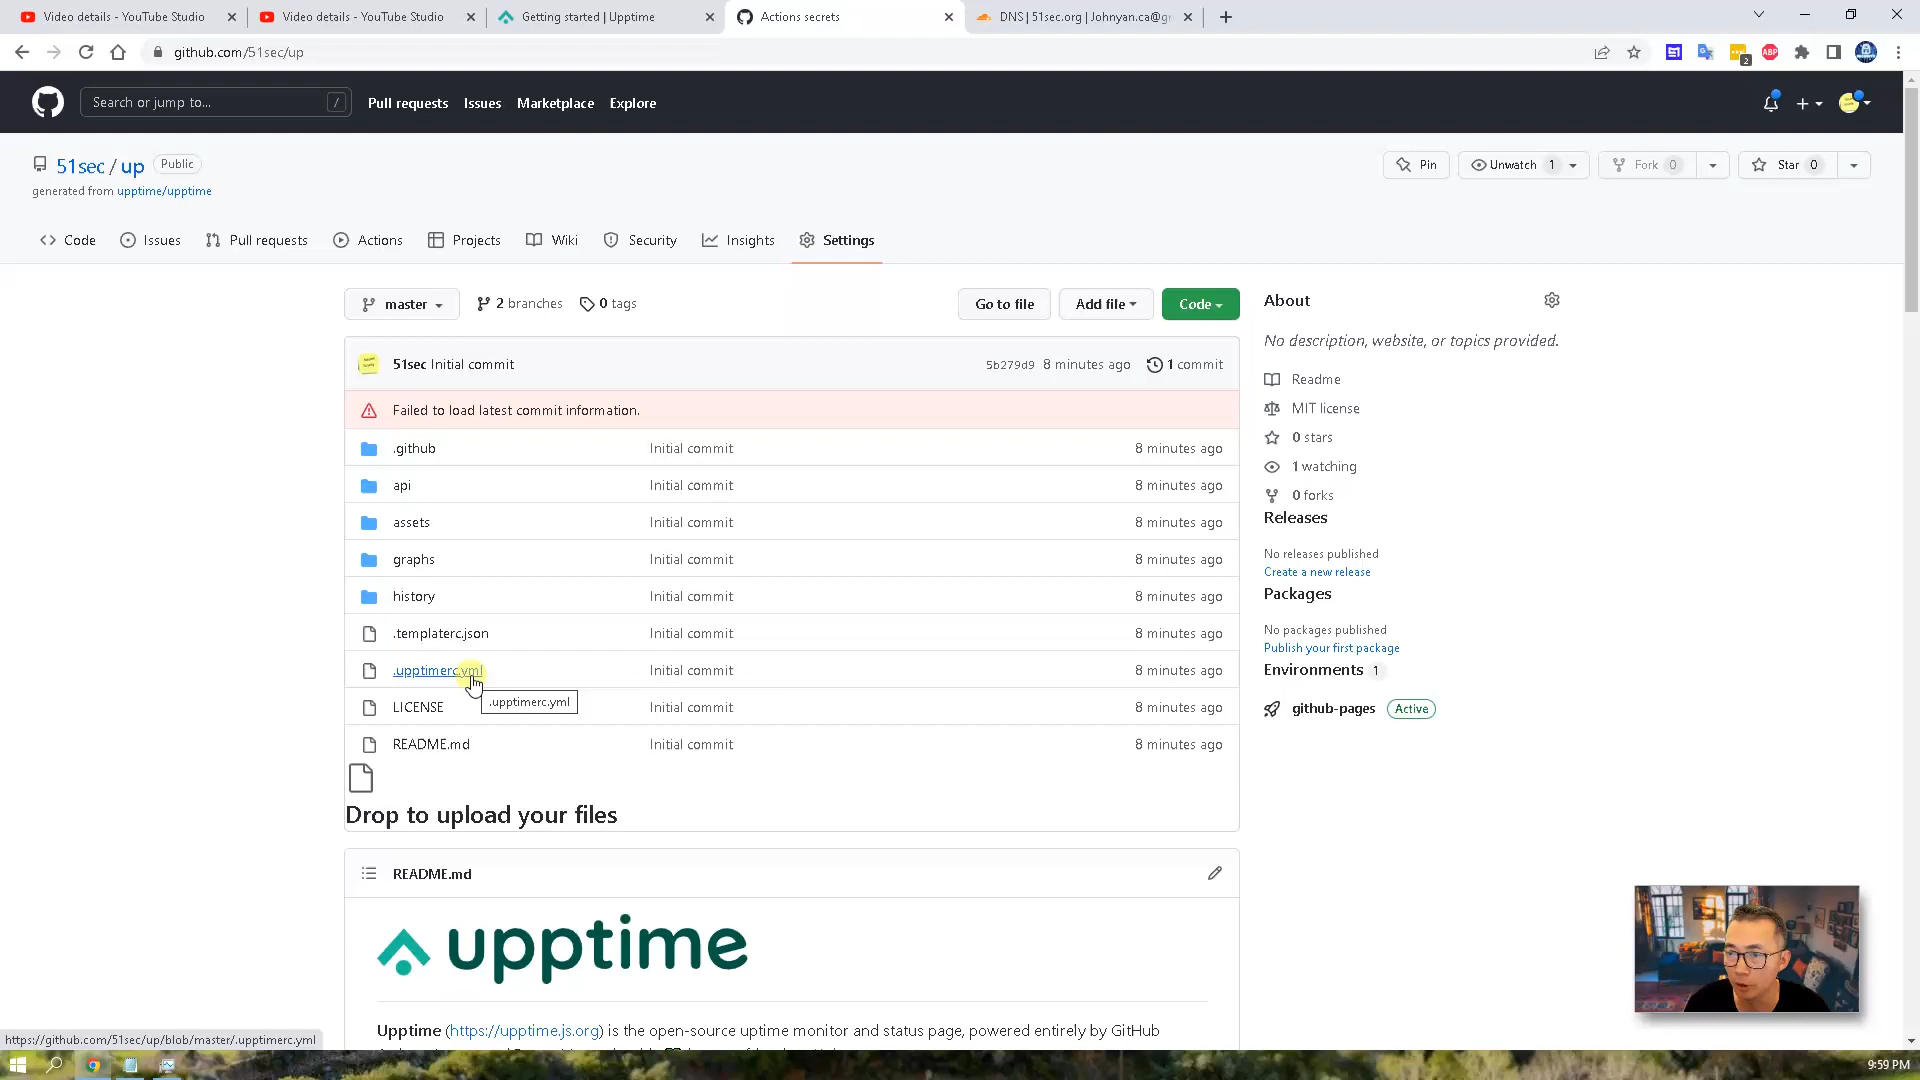 Video details - YouTube Studio
Video details - YouTube Studio
Getting started | Upptime
Actions secrets
DNS | 51sec.org | Johnyan.ca@g
github.com/51sec/up
2
ABP
Search or jump to...
/
Pull requests
Issues
Marketplace
Explore
51sec / up
Public
generated from upptime/upptime
Pin
Unwatch 1
Fork 0
Star 0
Code
Issues
Pull requests
Actions
Projects
Wiki
Security
Insights
Settings
master
2 branches
0 tags
Go to file
Add file
Code
51sec Initial commit
5b279d9 8 minutes ago
1 commit
Failed to load latest commit information.
.github Initial commit 8 minutes ago
api Initial commit 8 minutes ago
assets Initial commit 8 minutes ago
graphs Initial commit 8 minutes ago
history Initial commit 8 minutes ago
.templaterc.json Initial commit 8 minutes ago
.upptimerc.yml Initial commit 8 minutes ago
.upptimerc.yml
LICENSE Initial commit 8 minutes ago
README.md Initial commit 8 minutes ago
Drop to upload your files
README.md
upptime
Upptime (https://upptime.js.org) is the open-source uptime monitor and status page, powered entirely by GitHub
About
No description, website, or topics provided.
Readme
MIT license
0 stars
1 watching
0 forks
Releases
No releases published
Create a new release
Packages
No packages published
Publish your first package
Environments 1
github-pages Active
https://github.com/51sec/up/blob/master/.upptimerc.yml
9:59 PM